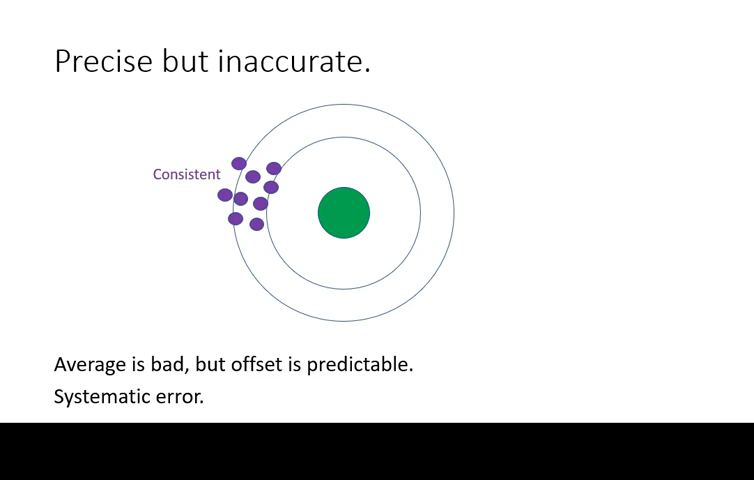 Precise but inaccurate.
Consistent
Average is bad, but offset is predictable.
Systematic error.